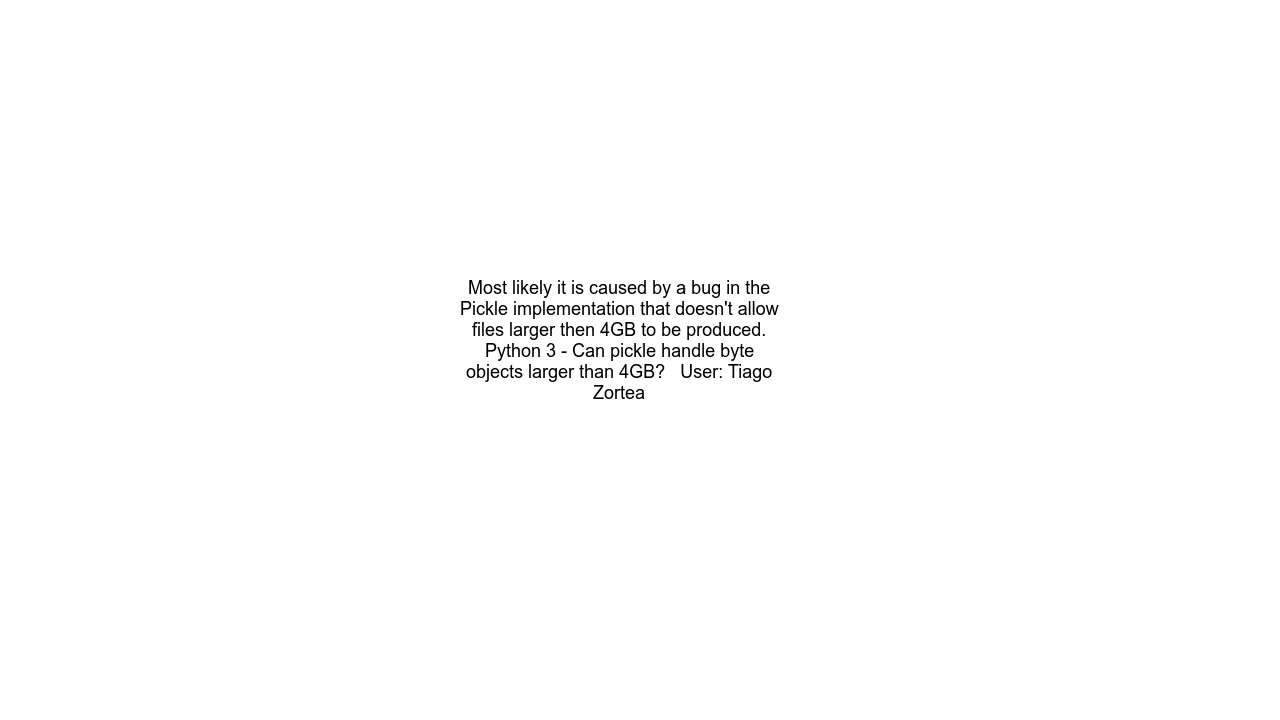 Most likely it is caused by a bug in the
Pickle implementation that doesn't allow
files larger then 4GB to be produced.
Python 3 - Can pickle handle byte
objects larger than 4GB?   User: Tiago
Zortea